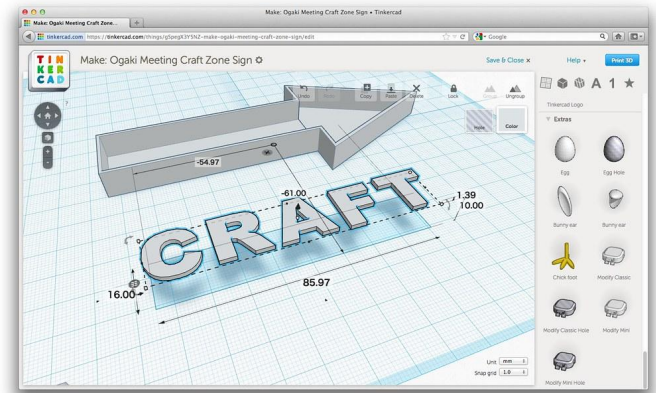 Make: Ogaki Meeting Craft Zone Sign • Tinkercad
Make: Ogaki Meeting Craft Zone...
tinkercad.com https://tinkercad.com/things/gSpegX3Y5NZ-make-ogaki-meeting-craft-zone-sign/edit
Google
TIN
KER
CAD
Make: Ogaki Meeting Craft Zone Sign
Save & Close ×
Help
Print 3D
Undo
Copy
Paste
Delete
Lock
Ungroup
A 1
Hole
Color
Tinkercad Logo
Extras
Egg
Egg Hole
Bunny ear
Bunny ear
Chick foot
Modify Classic
Modify Classic Hole
Modify Mini
Modify Mini Hole
-54.97
-61.00
1.39
10.00
CRAFT
16.00
85.97
Unit mm
Snap grid 1.0